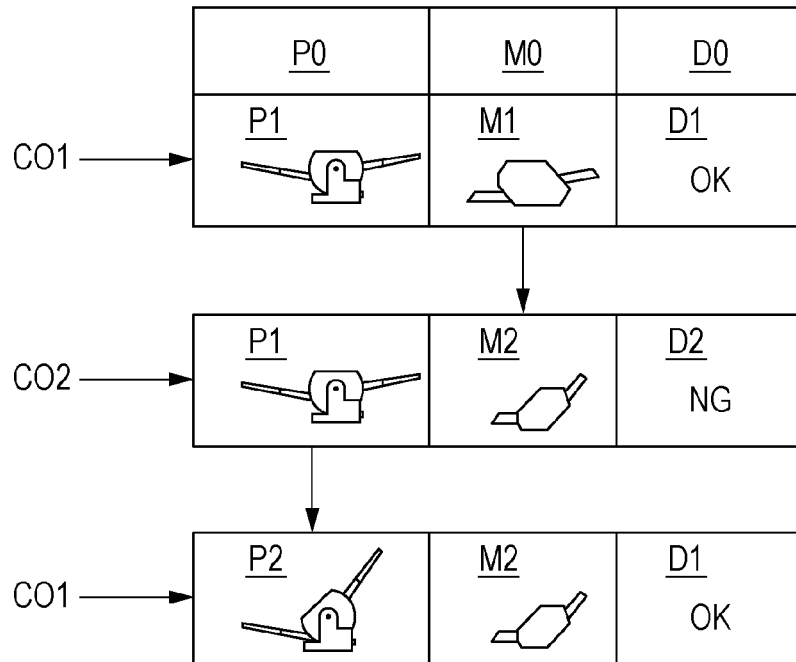 P0 M0 D0
P1 M1 D1
CO1 OK
P1 M2 D2
CO2 NG
P2 M2 D1
CO1 OK